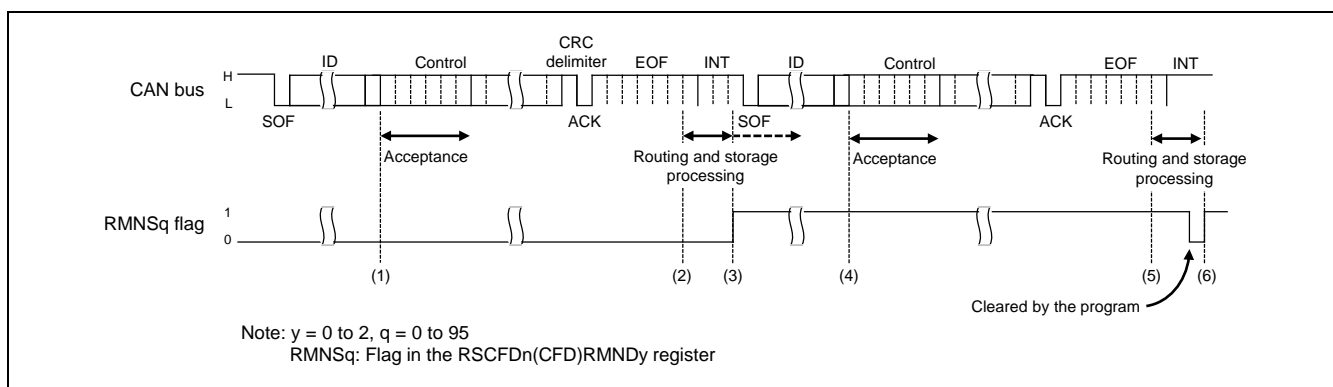 CRC
delimiter
ID Control EOF INT ID Control EOF INT
CAN bus H
L
SOF ACK SOF ACK
Acceptance Routing and storage processing Acceptance Routing and storage processing
RMNSq flag 1
0
(1) (2) (3) (4) (5) (6)
Cleared by the program
Note: y = 0 to 2, q = 0 to 95
RMNSq: Flag in the RSCFDn(CFD)RMNDy register